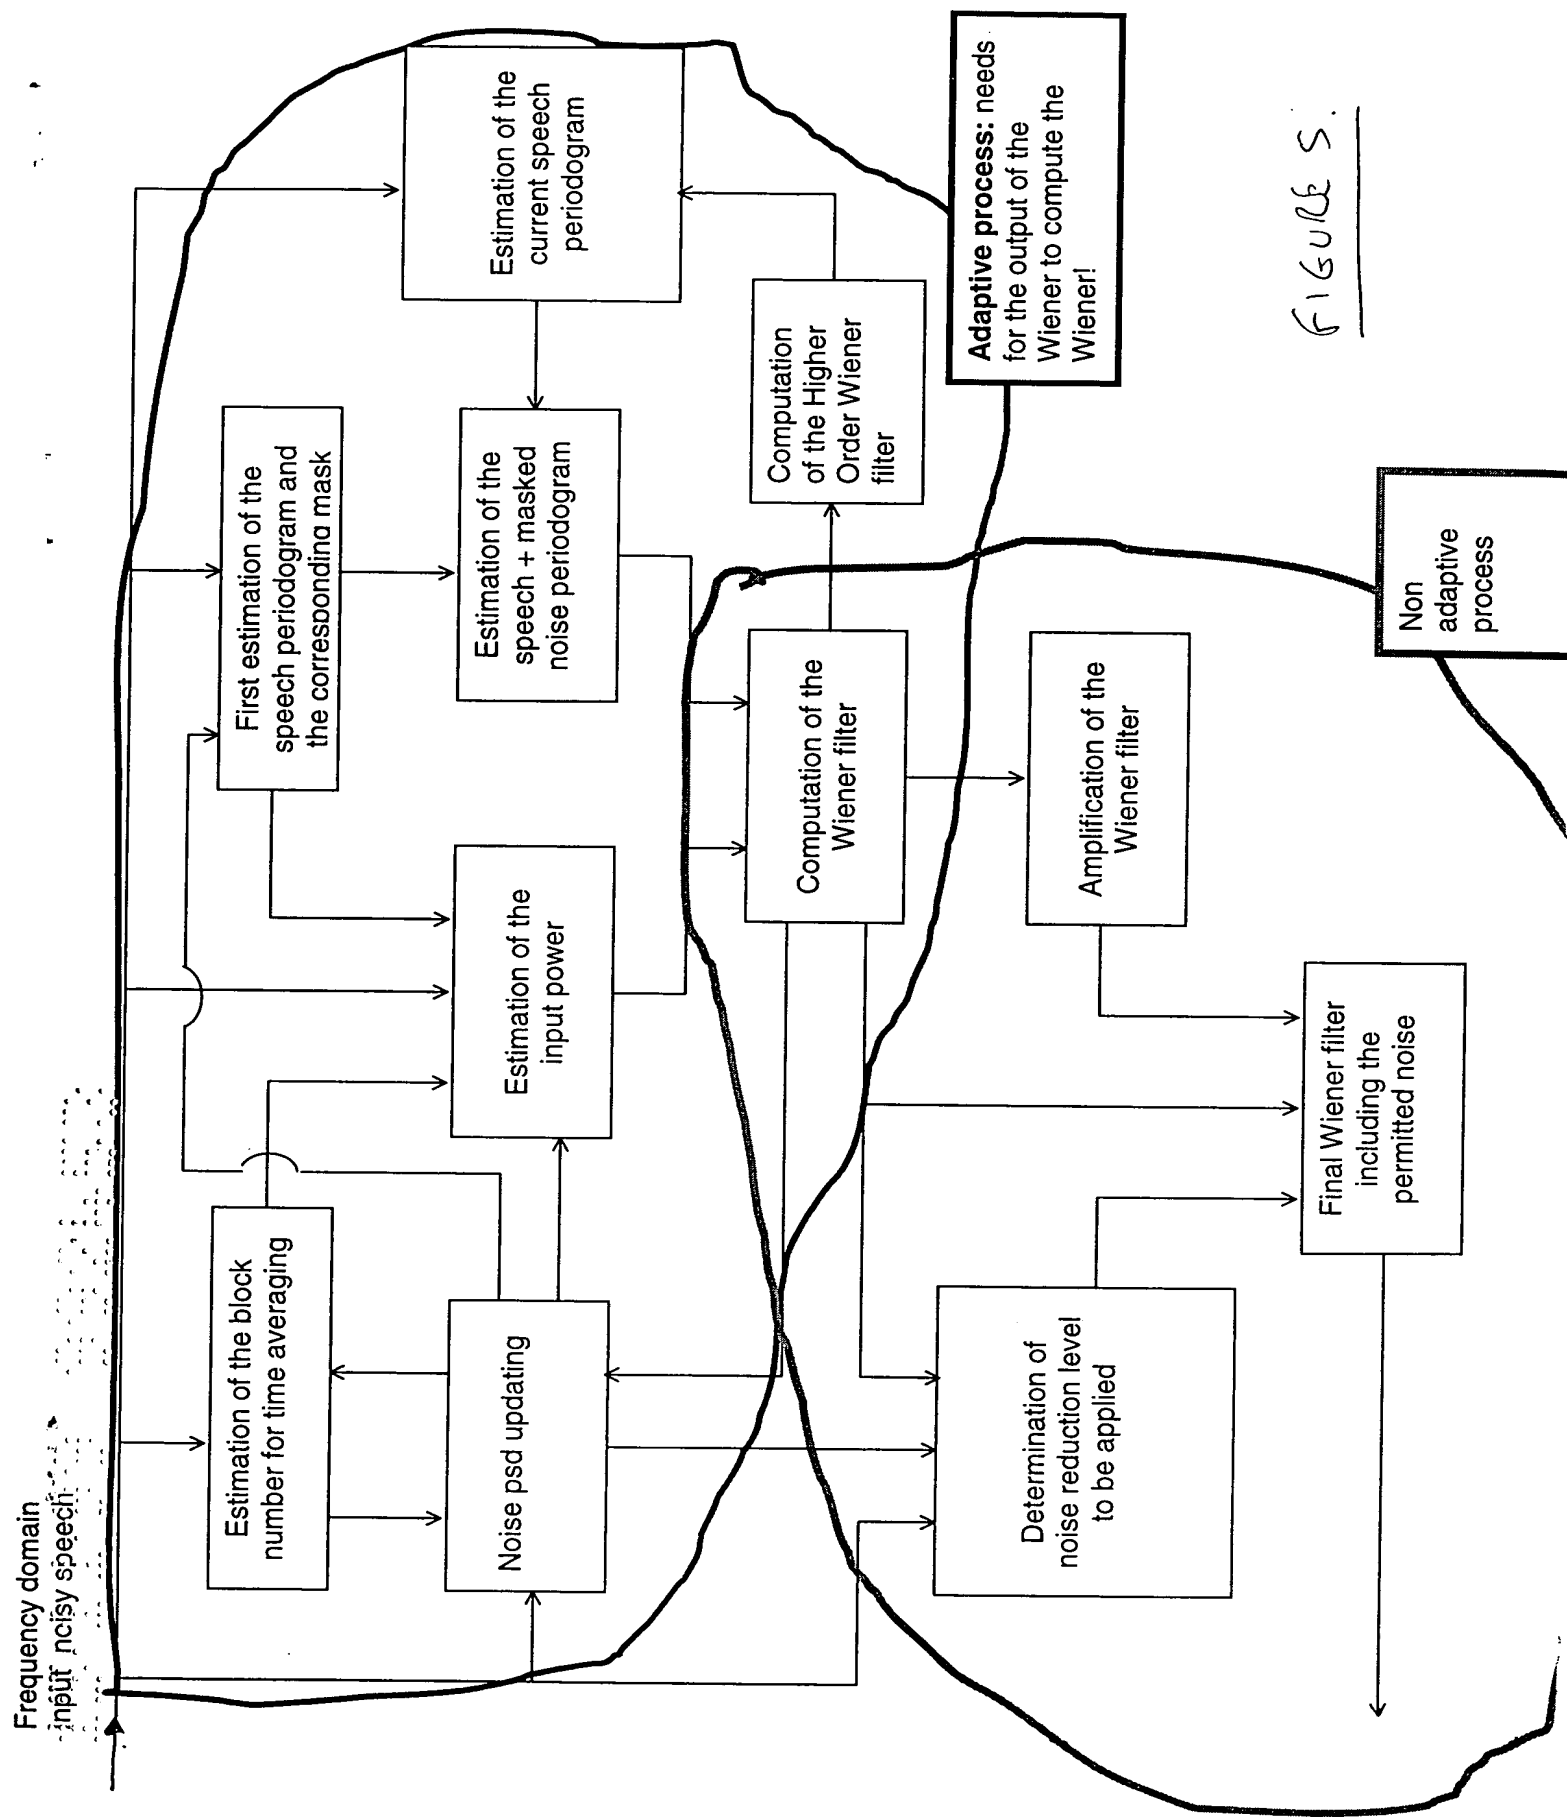 Frequency domain
input noisy speech
Estimation of the block
number for time averaging
First estimation of the
speech periodogram and
the corresponding mask
Estimation of the
current speech
periodogram
Noise psd updating
Estimation of the
input power
Estimation of the
speech + masked
noise periodogram
Computation of the
Wiener filter
Computation
of the Higher
Order Wiener
filter
Adaptive process: needs
for the output of the
Wiener to compute the
Wiener!
Determination of
noise reduction level
to be applied
Amplification of the
Wiener filter
Final Wiener filter
including the
permitted noise
Non
adaptive
process
FIGURE 5.